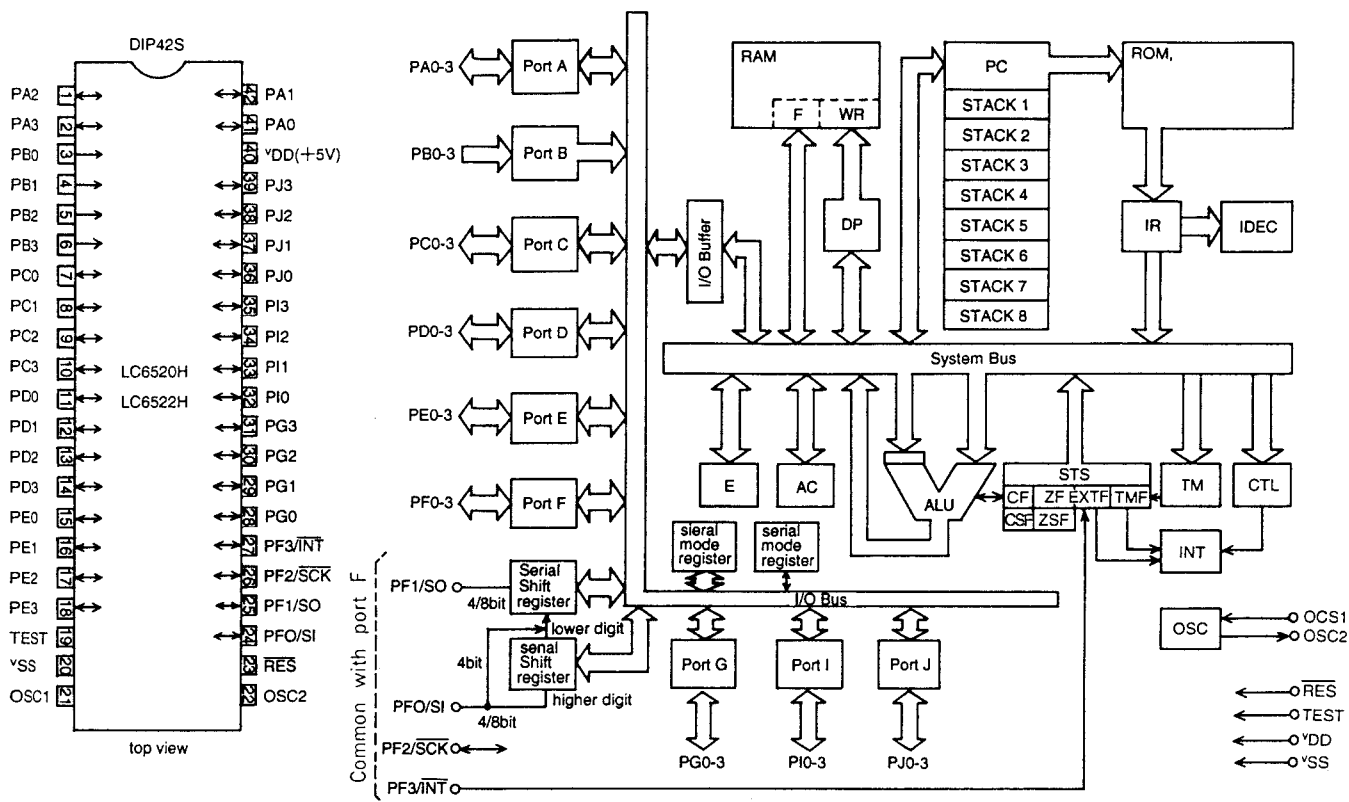 DIP42S
PA2 1 42 PA1
PA3 2 41 PA0
PB0 3 40 VDD(+5V)
PB1 4 39 PJ3
PB2 5 38 PJ2
PB3 6 37 PJ1
PC0 7 36 PJ0
PC1 8 35 PI3
PC2 9 34 PI2
PC3 10 LC6520H 33 PI1
PD0 11 LC6522H 32 PI0
PD1 12 31 PG3
PD2 13 30 PG2
PD3 14 29 PG1
PE0 15 28 PG0
PE1 16 27 PF3/INT
PE2 17 26 PF2/SCK
PE3 18 25 PF1/SO
TEST 19 24 PFO/SI
VSS 20 23 RES
OSC1 21 22 OSC2
top view
PA0-3 Port A
PB0-3 Port B
PC0-3 Port C
PD0-3 Port D
PE0-3 Port E
PF0-3 Port F
I/O Buffer
RAM
F WR
DP
PC
STACK 1
STACK 2
STACK 3
STACK 4
STACK 5
STACK 6
STACK 7
STACK 8
ROM,
IR IDEC
System Bus
E AC ALU
STS
CF ZF EXTF TMF
CSF ZSF
TM CTL
INT
sieral
mode
register
serial
mode
register
I/O Bus
Common with port F
PF1/SO
4/8bit
Serial
Shift
register
lower digit
4bit
senal
Shift
register
higher digit
PFO/SI
4/8bit
PF2/SCK
PF3/INT
Port G Port I Port J
PG0-3 PI0-3 PJ0-3
OSC
OCS1
OSC2
RES
TEST
VDD
VSS